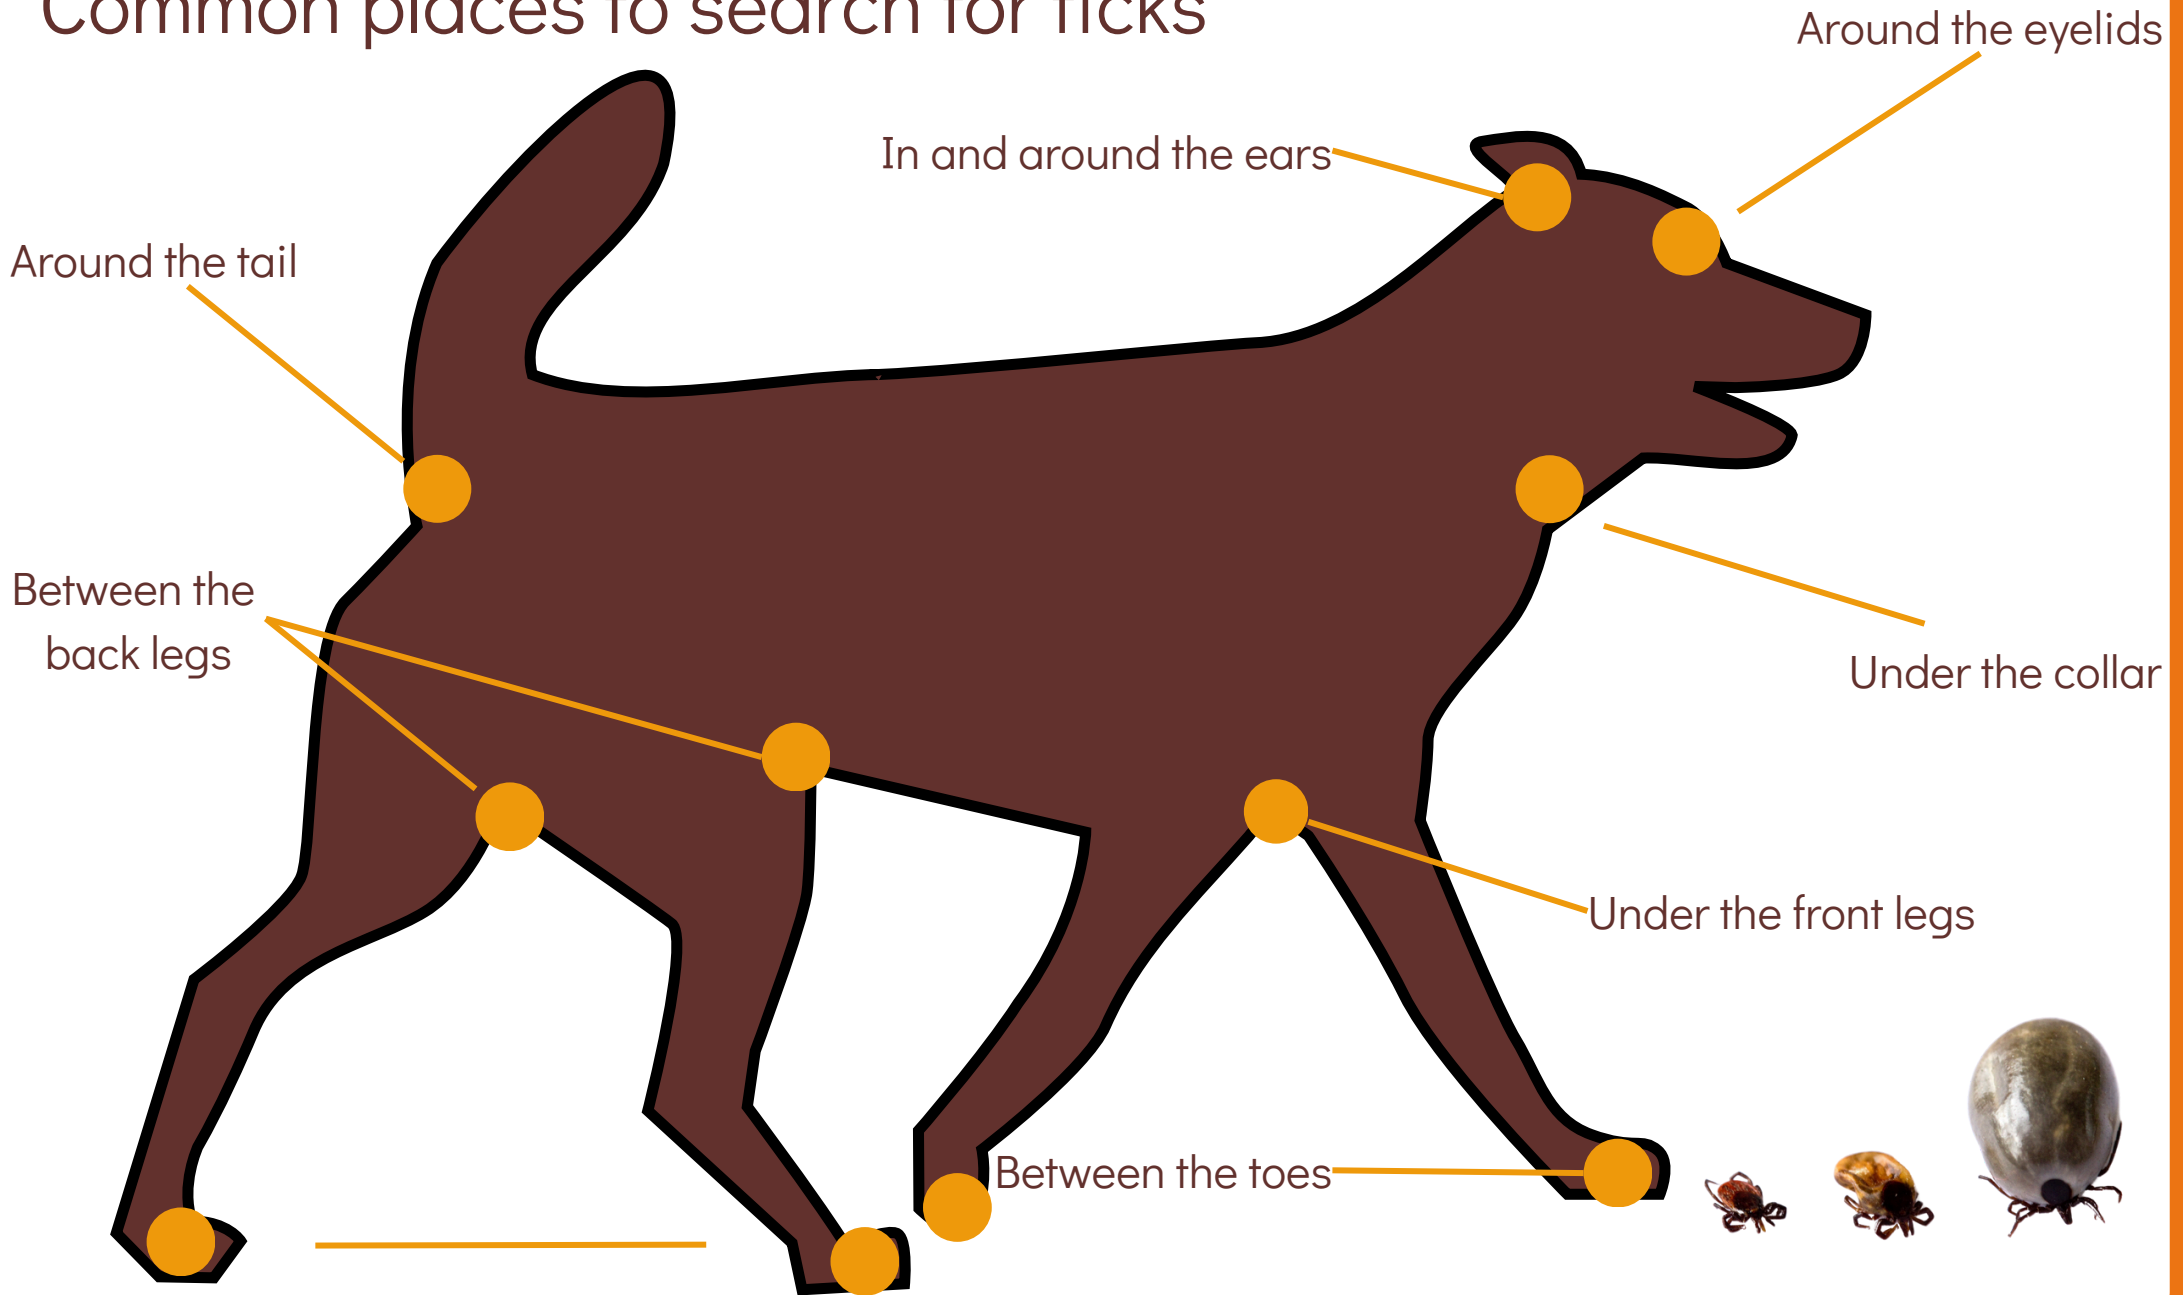 Common places to search for ticks
Around the eyelids
In and around the ears
Around the tail
Between the
back legs
Under the collar
Under the front legs
Between the toes